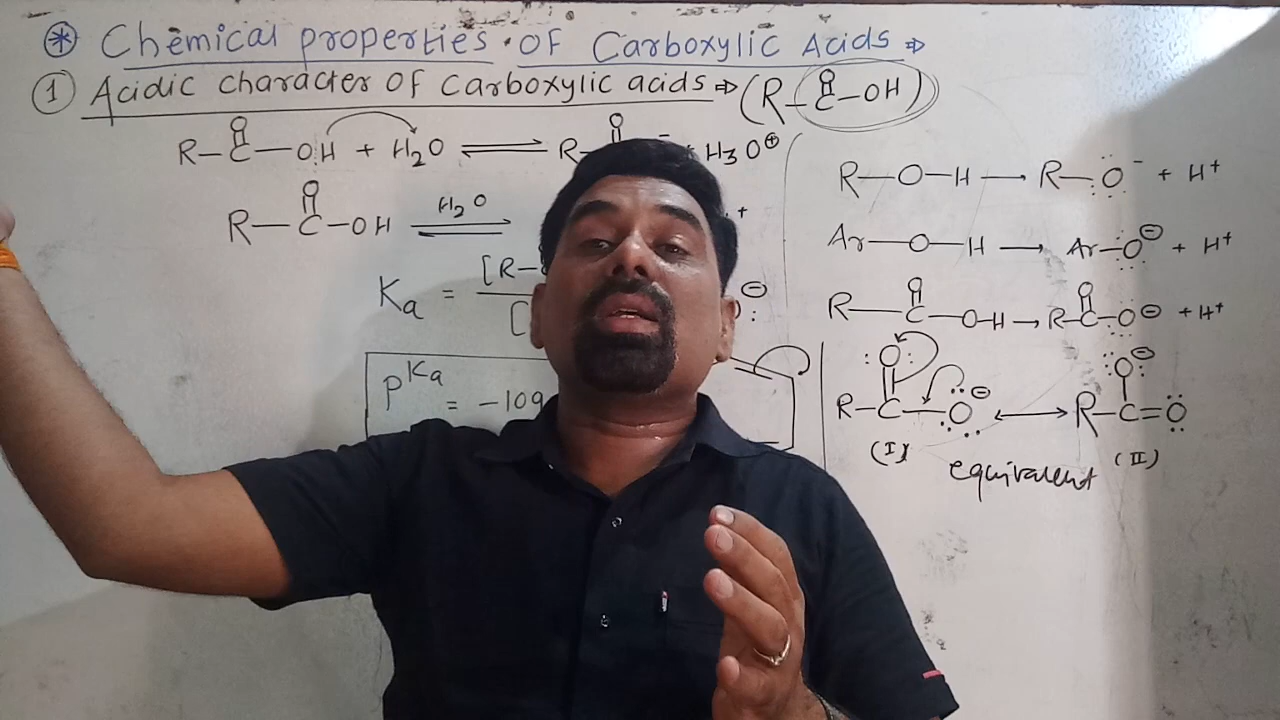 ⊛ Chemical properties of Carboxylic Acids ⇒
① Acidic character of carboxylic acids ⇒ (R–C(=O)–OH)
R–C(=O)–OH + H₂O ⇌ R– – + H₃O⊕
R–C(=O)–OH ⇌ H₂O +
Ka = [R–
[ ⊖ :
pKa = –log
R–O–H → R–O⁻ + H⁺
Ar–O–H → Ar–O⊖ + H⁺
R–C(=O)–OH → R–C(=O)–O⊖ + H⁺
R–C(=O)–O⊖ ↔ R–C(–O⊖)=O
(I) (II)
equivalent